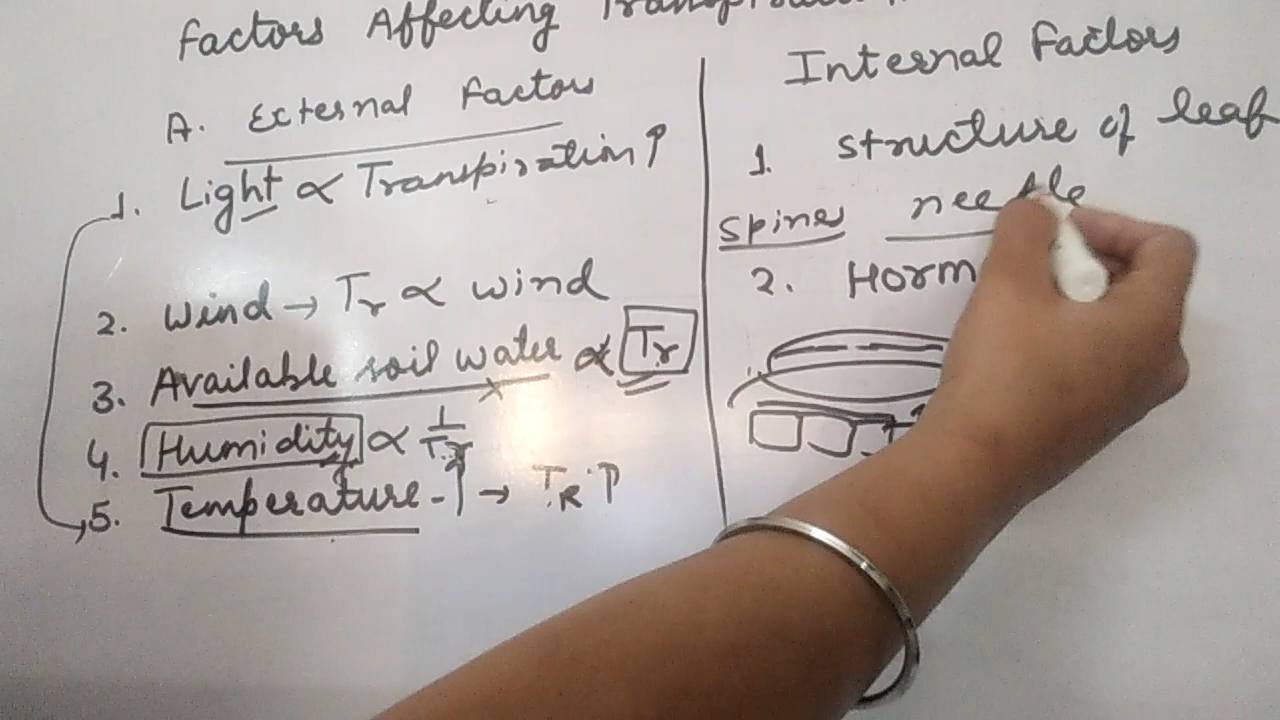 Factors Affecting Transpiration
A. External Factors
1. Light ∝ Transpiration ↑
2. Wind → Tr ∝ wind
3. Available soil water ∝ Tr
4. Humidity ∝ 1/Tr
5. Temperature - ↑ → TR ↑
Internal Factors
1. structure of leaf
spines needle
2. Horm